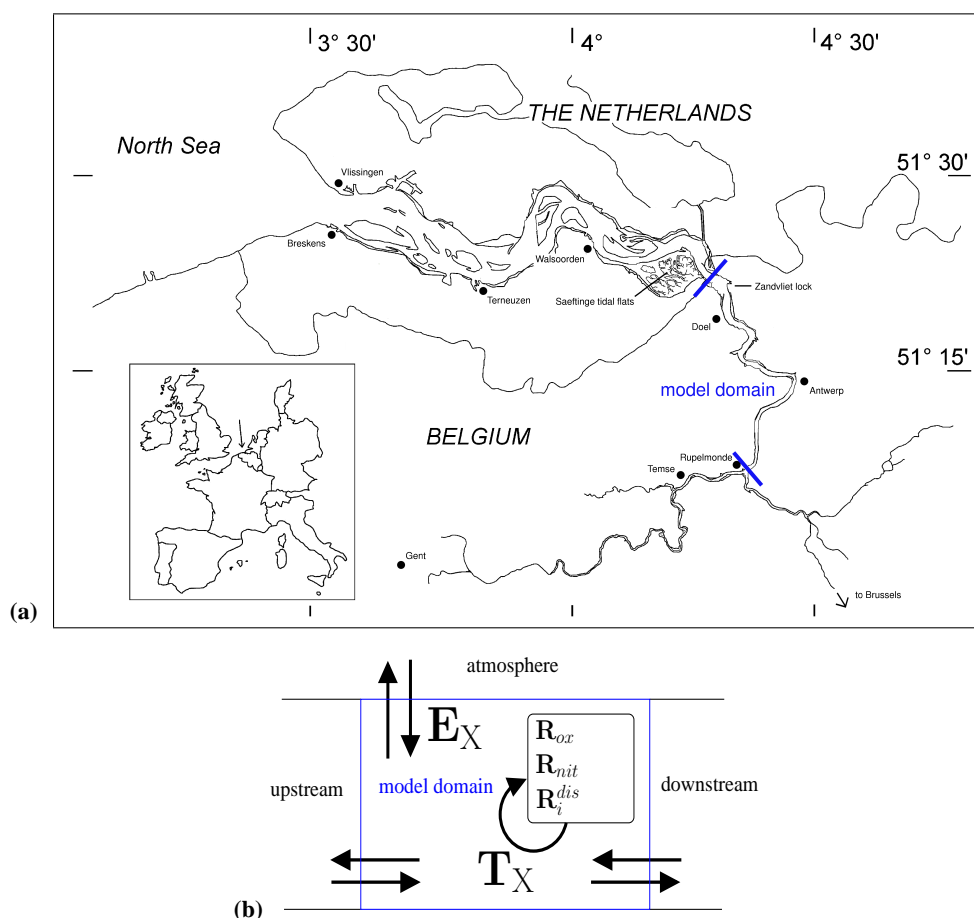 3° 30'
4°
4° 30'
THE NETHERLANDS
North Sea
51° 30'
Vlissingen
Breskens
Walsoorden
Terneuzen
Saeftinge tidal flats
Zandvliet lock
Doel
51° 15'
model domain
Antwerp
BELGIUM
Rupelmonde
Temse
Gent
to Brussels
(a)
atmosphere
E_X
R_ox
R_nit
R_i^dis
upstream
model domain
downstream
T_X
(b)